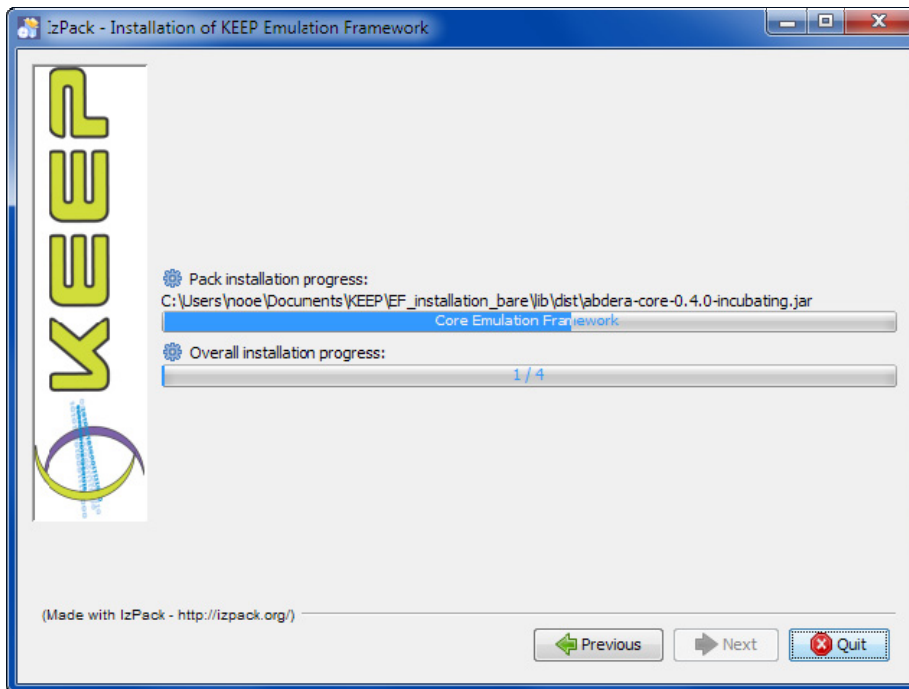 IzPack - Installation of KEEP Emulation Framework
KEEP
Pack installation progress:
C:\Users\nooe\Documents\KEEP\EF_installation_bare\lib\dist\abdera-core-0.4.0-incubating.jar
Core Emulation Framework
Overall installation progress:
1 / 4
(Made with IzPack - http://izpack.org/)
Previous
Next
Quit